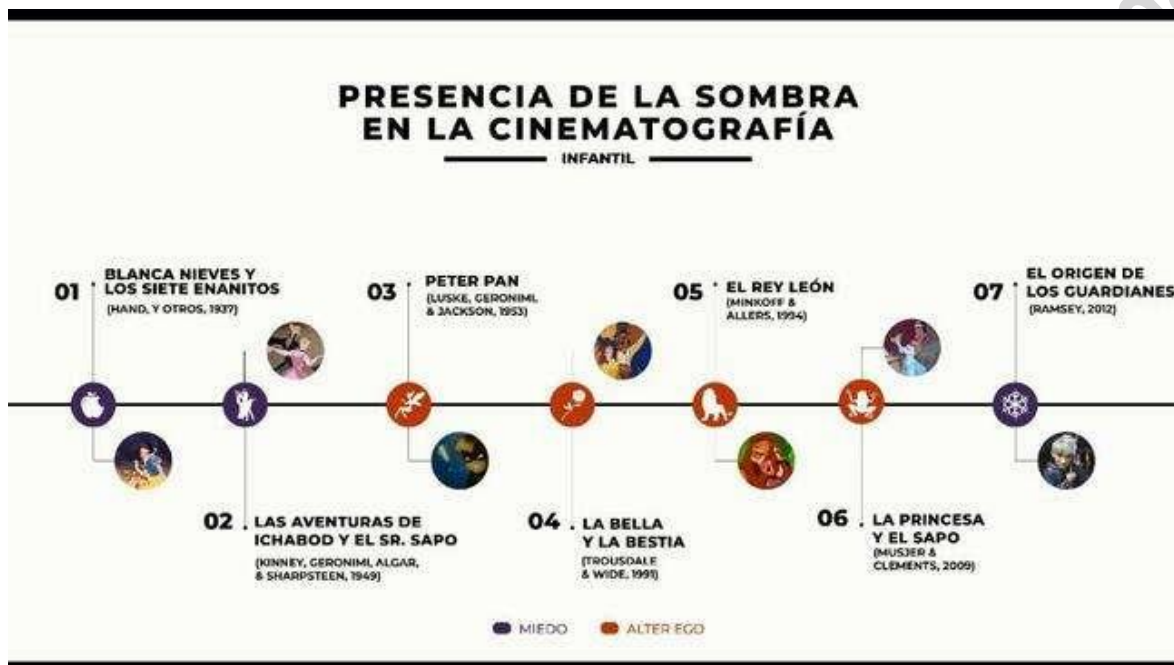 PRESENCIA DE LA SOMBRA
EN LA CINEMATOGRAFÍA
INFANTIL
01
BLANCA NIEVES Y
LOS SIETE ENANITOS
(HAND, Y OTROS, 1937)
02
LAS AVENTURAS DE
ICHABOD Y EL SR. SAPO
(KINNEY, GERONIMI, ALGAR,
& SHARPSTEEN, 1949)
03
PETER PAN
(LUSKE, GERONIMI,
& JACKSON, 1953)
04
LA BELLA
Y LA BESTIA
(TROUSDALE
& WIDE, 1991)
05
EL REY LEÓN
(MINKOFF &
ALLERS, 1994)
06
LA PRINCESA
Y EL SAPO
(MUSJER &
CLEMENTS, 2009)
07
EL ORIGEN DE
LOS GUARDIANES
(RAMSEY, 2012)
MIEDO
ALTER EGO